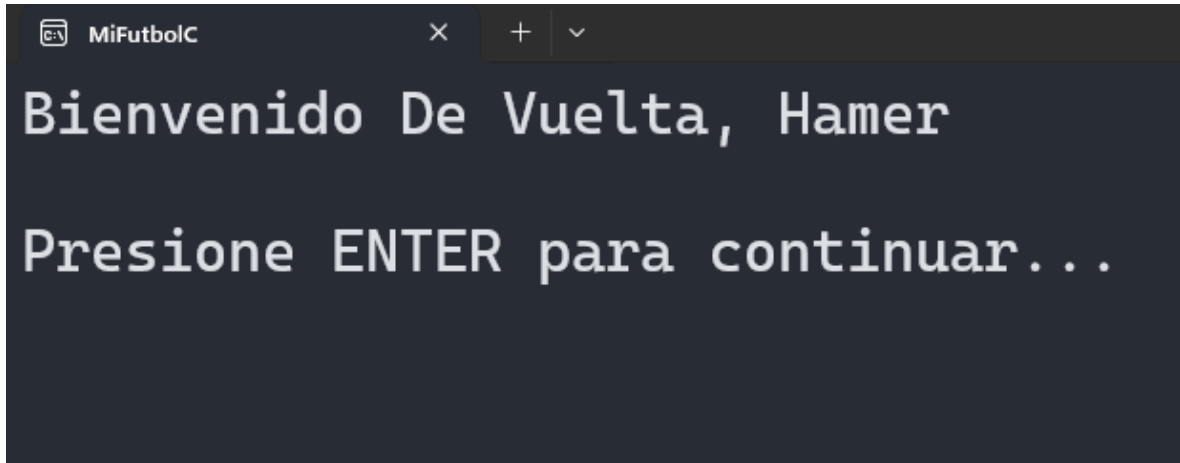 MiFutbolC
Bienvenido De Vuelta, Hamer
Presione ENTER para continuar...